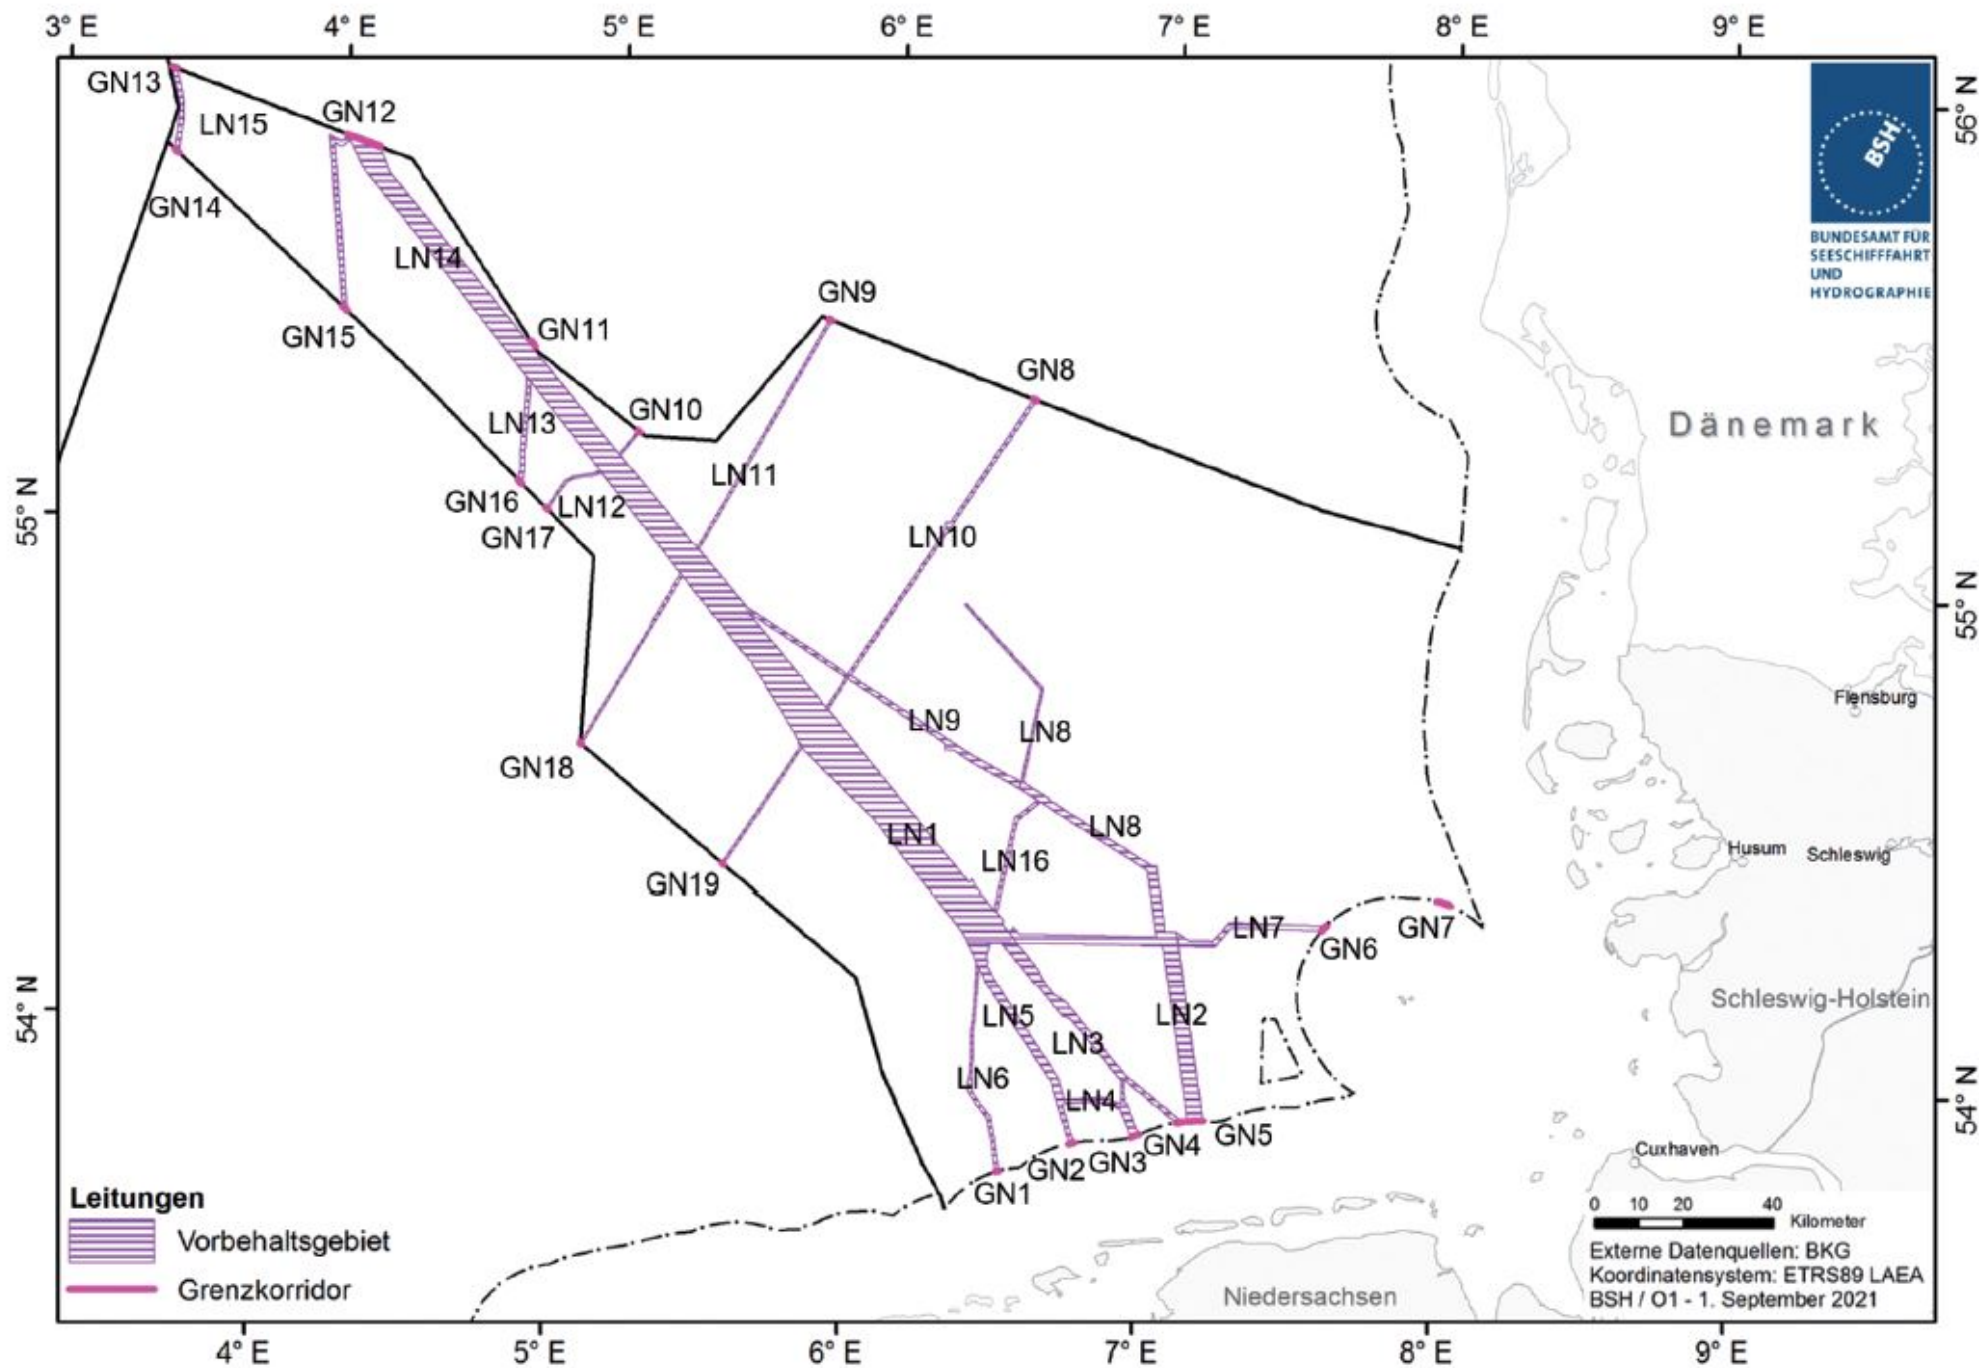 3° E 4° E 5° E 6° E 7° E 8° E 9° E
GN13
GN12
LN15
56° N
BSH
GN14
BUNDESAMT FÜR
SEESCHIFFFAHRT
UND
HYDROGRAPHIE
LN14
GN9
GN15
GN11
GN8
GN10
LN13
Dänemark
LN11
GN16
LN12
55° N
GN17
LN10
55° N
Flensburg
LN9
LN8
GN18
LN1
LN8
Husum
Schleswig
LN16
GN19
LN7
GN7
GN6
54° N
Schleswig-Holstein
LN5
LN2
LN3
LN6
LN4
54° N
GN5
GN4
GN3
GN2
GN1
Cuxhaven
Leitungen
Vorbehaltsgebiet
Grenzkorridor
0 10 20 40
Kilometer
Externe Datenquellen: BKG
Koordinatensystem: ETRS89 LAEA
BSH / O1 - 1. September 2021
Niedersachsen
4° E 5° E 6° E 7° E 8° E 9° E